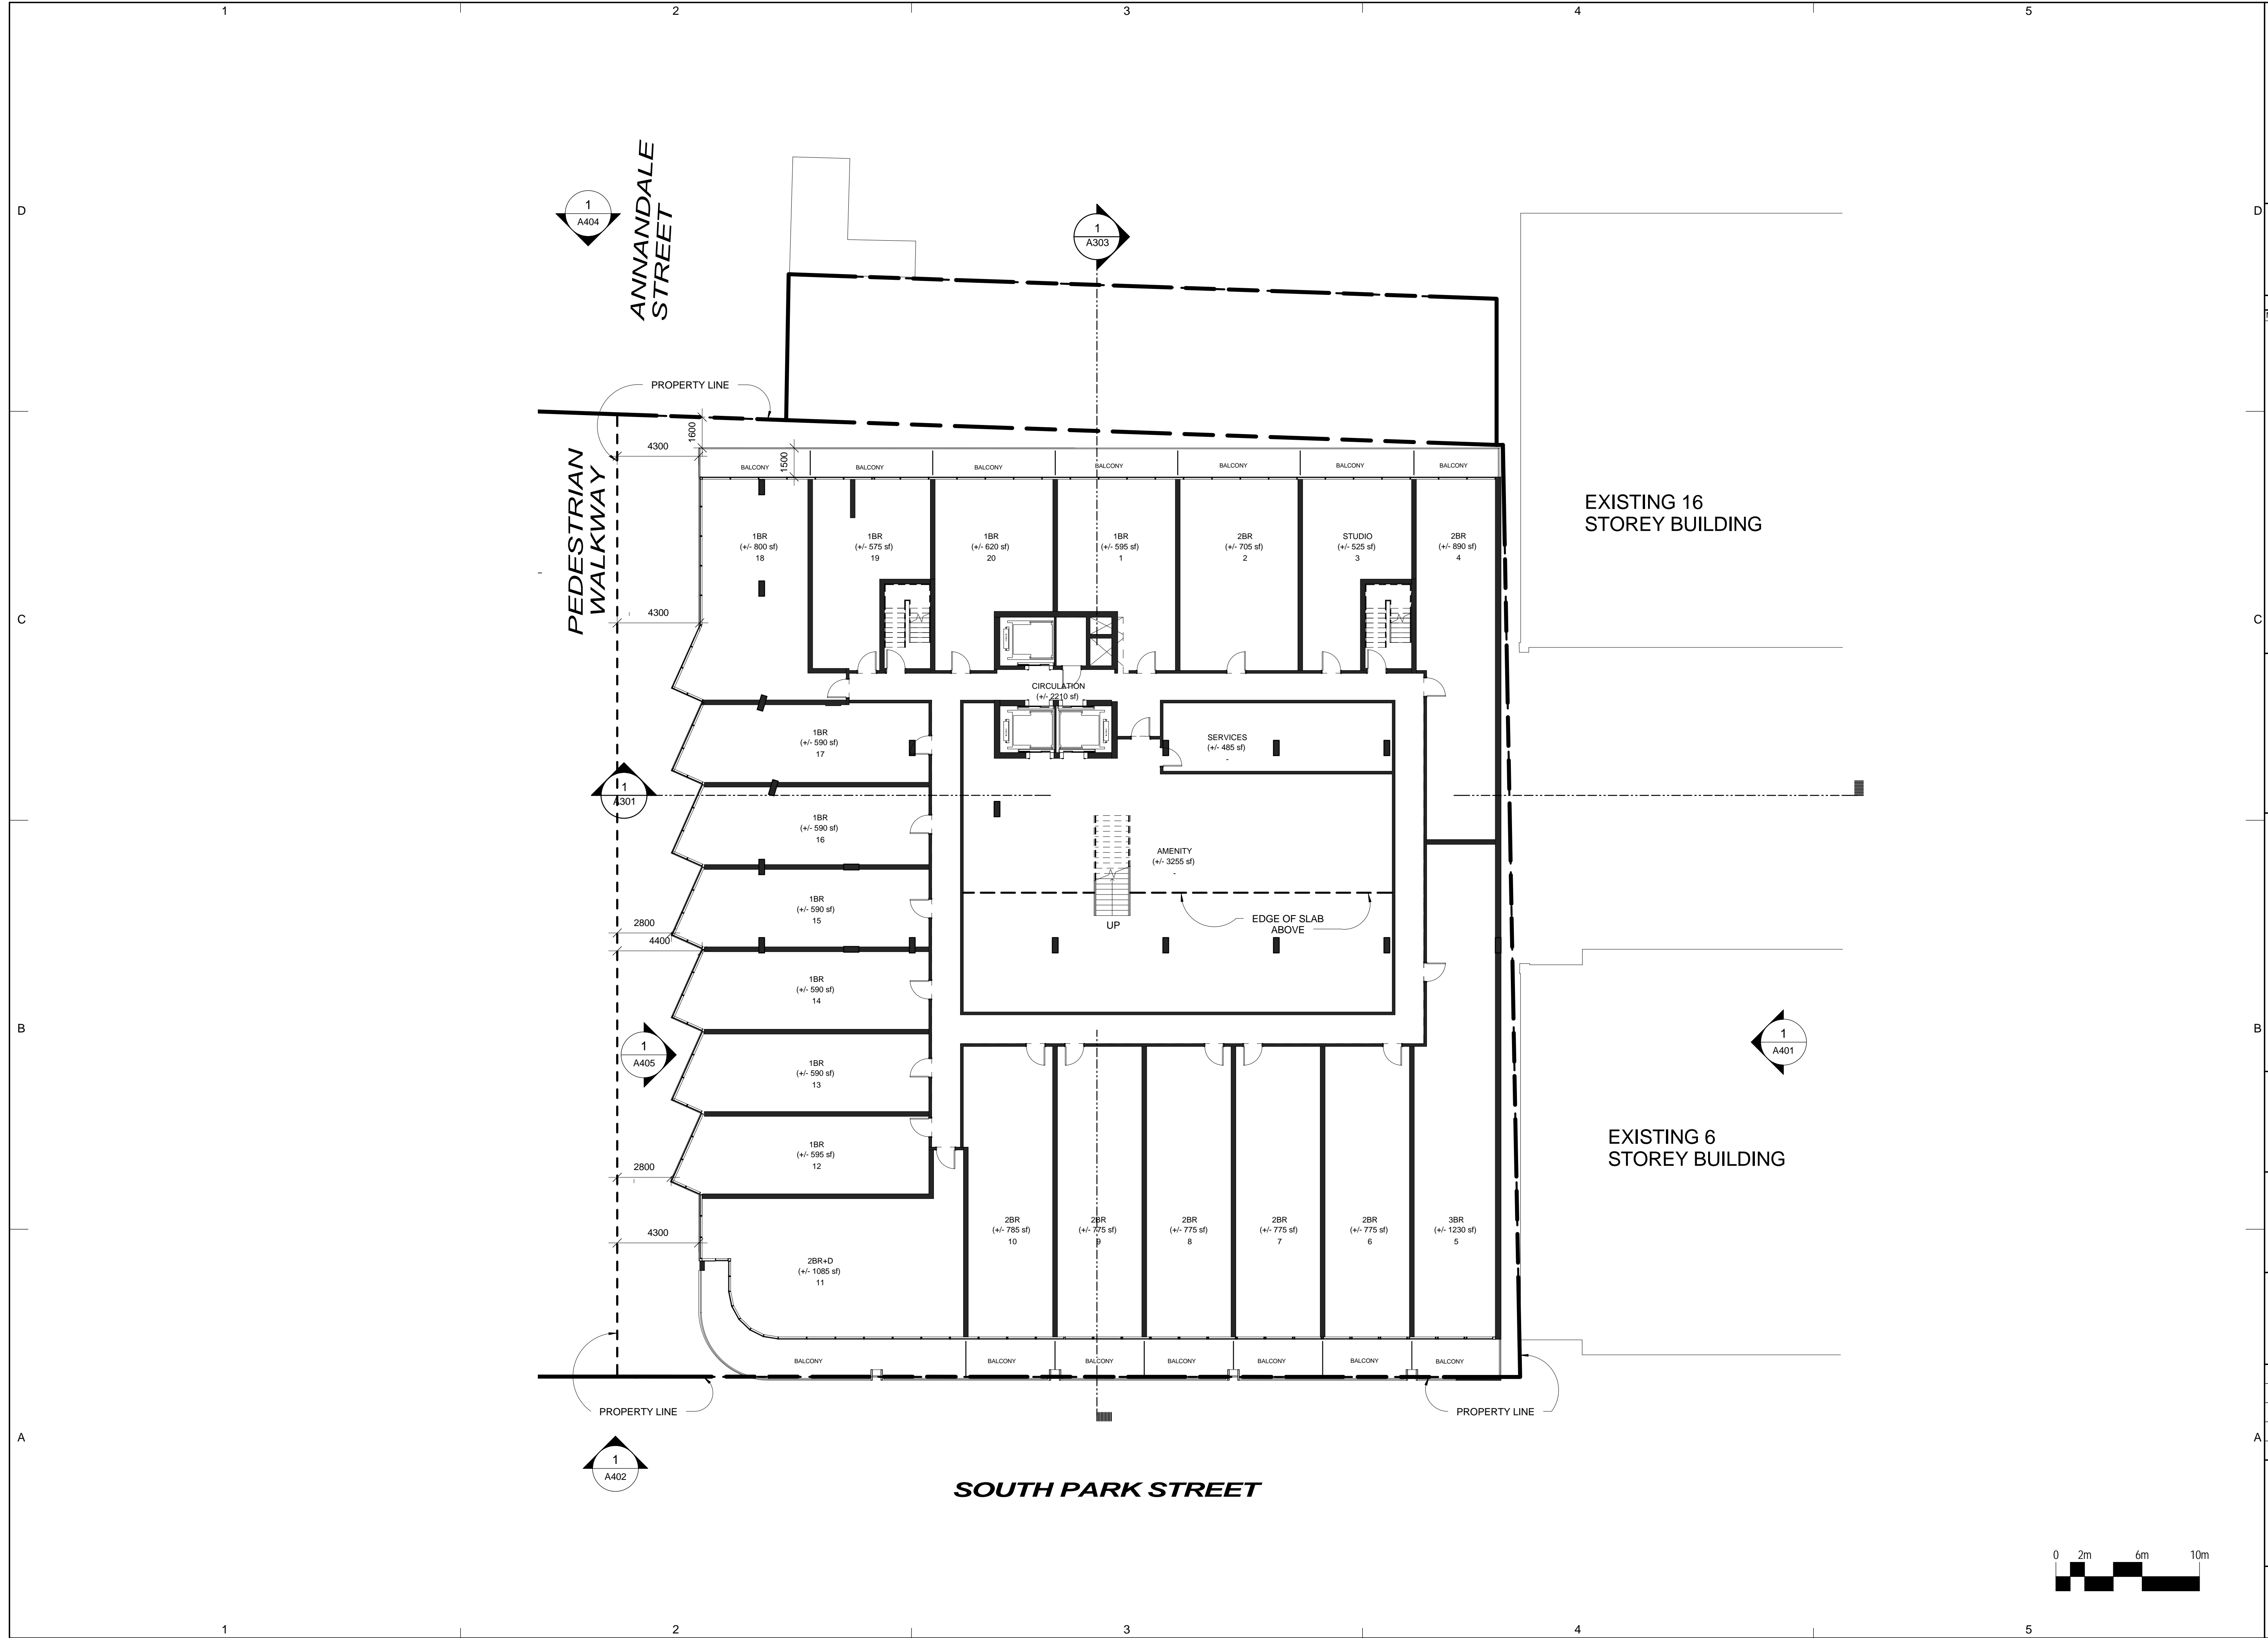 1 2 3 4 5
D
D
ANNANDALE
STREET
1
A404
1
A303
PROPERTY LINE
1600
4300
1500
PEDESTRIAN
WALKWAY
BALCONY
BALCONY
BALCONY
BALCONY
BALCONY
BALCONY
BALCONY
EXISTING 16
STOREY BUILDING
1BR
(+/- 800 sf)
18
1BR
(+/- 575 sf)
19
1BR
(+/- 620 sf)
20
1BR
(+/- 595 sf)
1
2BR
(+/- 705 sf)
2
STUDIO
(+/- 525 sf)
3
2BR
(+/- 890 sf)
4
C
C
4300
CIRCULATION
(+/- 2210 sf)
1BR
(+/- 590 sf)
17
SERVICES
(+/- 485 sf)
-
1
A301
1BR
(+/- 590 sf)
16
AMENITY
(+/- 3255 sf)
-
1BR
(+/- 590 sf)
15
2800
4400
UP
EDGE OF SLAB
ABOVE
1BR
(+/- 590 sf)
14
B
B
1
A405
1BR
(+/- 590 sf)
13
1
A401
1BR
(+/- 595 sf)
12
2800
EXISTING 6
STOREY BUILDING
4300
2BR+D
(+/- 1085 sf)
11
2BR
(+/- 785 sf)
10
2BR
(+/- 775 sf)
9
2BR
(+/- 775 sf)
8
2BR
(+/- 775 sf)
7
2BR
(+/- 775 sf)
6
3BR
(+/- 1230 sf)
5
BALCONY
BALCONY
BALCONY
BALCONY
BALCONY
BALCONY
BALCONY
PROPERTY LINE
PROPERTY LINE
A
A
1
A402
SOUTH PARK STREET
0 2m 6m 10m
1 2 3 4 5